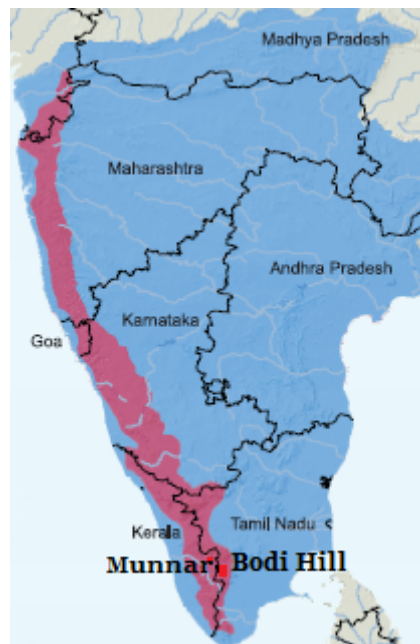 Madhya Pradesh
Maharashtra
Andhra Pradesh
Karnataka
Goa
Kerala
Tamil Nadu
Munnar
Bodi Hill